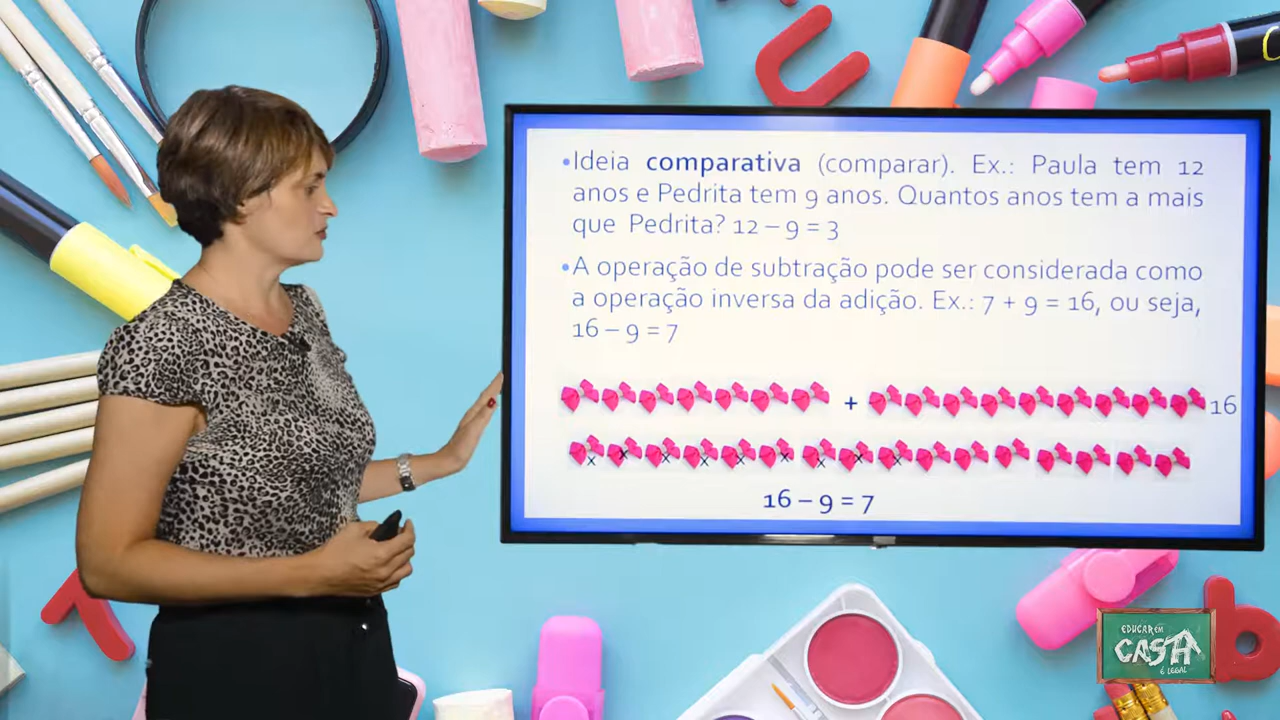 •Ideia comparativa (comparar). Ex.: Paula tem 12
anos e Pedrita tem 9 anos. Quantos anos tem a mais
que Pedrita? 12 – 9 = 3
•A operação de subtração pode ser considerada como
a operação inversa da adição. Ex.: 7 + 9 = 16, ou seja,
16 – 9 = 7
+ 16
x x x x x x x x x
16 – 9 = 7
EDUCAR EM
CASA
É LEGAL
b